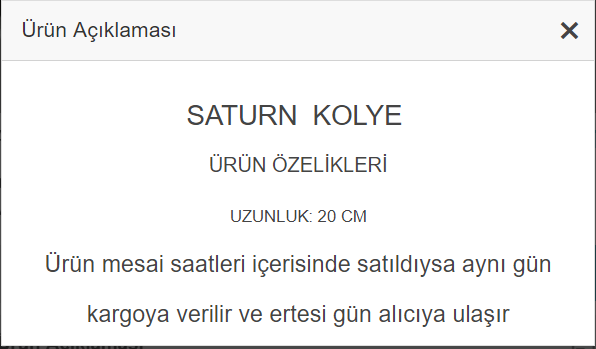 Ürün Açıklaması
SATURN KOLYE
ÜRÜN ÖZELİKLERİ
UZUNLUK: 20 CM
Ürün mesai saatleri içerisinde satıldıysa aynı gün
kargoya verilir ve ertesi gün alıcıya ulaşır